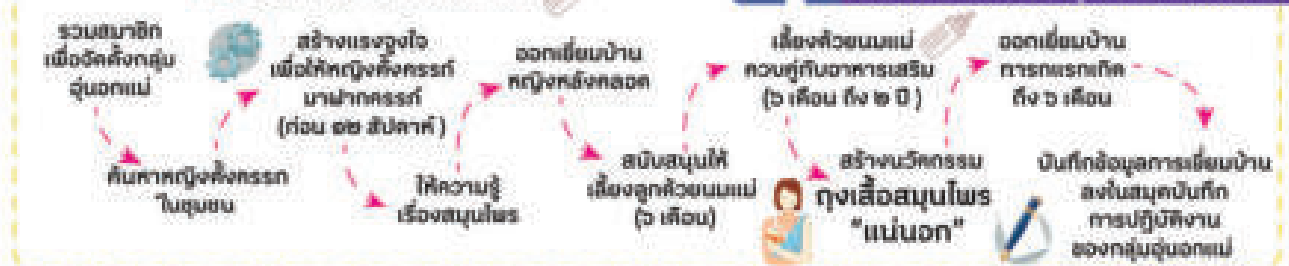 รวมสมาชิก
เพื่อจัดตั้งกลุ่ม
อุ่นอกแม่
ค้นหาหญิงตั้งครรภ์
ในชุมชน
สร้างแรงจูงใจ
เพื่อให้หญิงตั้งครรภ์
มาฝากครรภ์
(ก่อน ๑๒ สัปดาห์)
ให้ความรู้
เรื่องสมุนไพร
ออกเยี่ยมบ้าน
หญิงหลังคลอด
สนับสนุนให้
เลี้ยงลูกด้วยนมแม่
(๖ เดือน)
เลี้ยงด้วยนมแม่
ควบคู่กับอาหารเสริม
(๖ เดือน ถึง ๒ ปี)
สร้างนวัตกรรม
ถุงเสื้อสมุนไพร
“แน่นอก”
ออกเยี่ยมบ้าน
ทารกแรกเกิด
ถึง ๖ เดือน
บันทึกข้อมูลการเยี่ยมบ้าน
ลงในสมุดบันทึก
การปฏิบัติงาน
ของกลุ่มอุ่นอกแม่